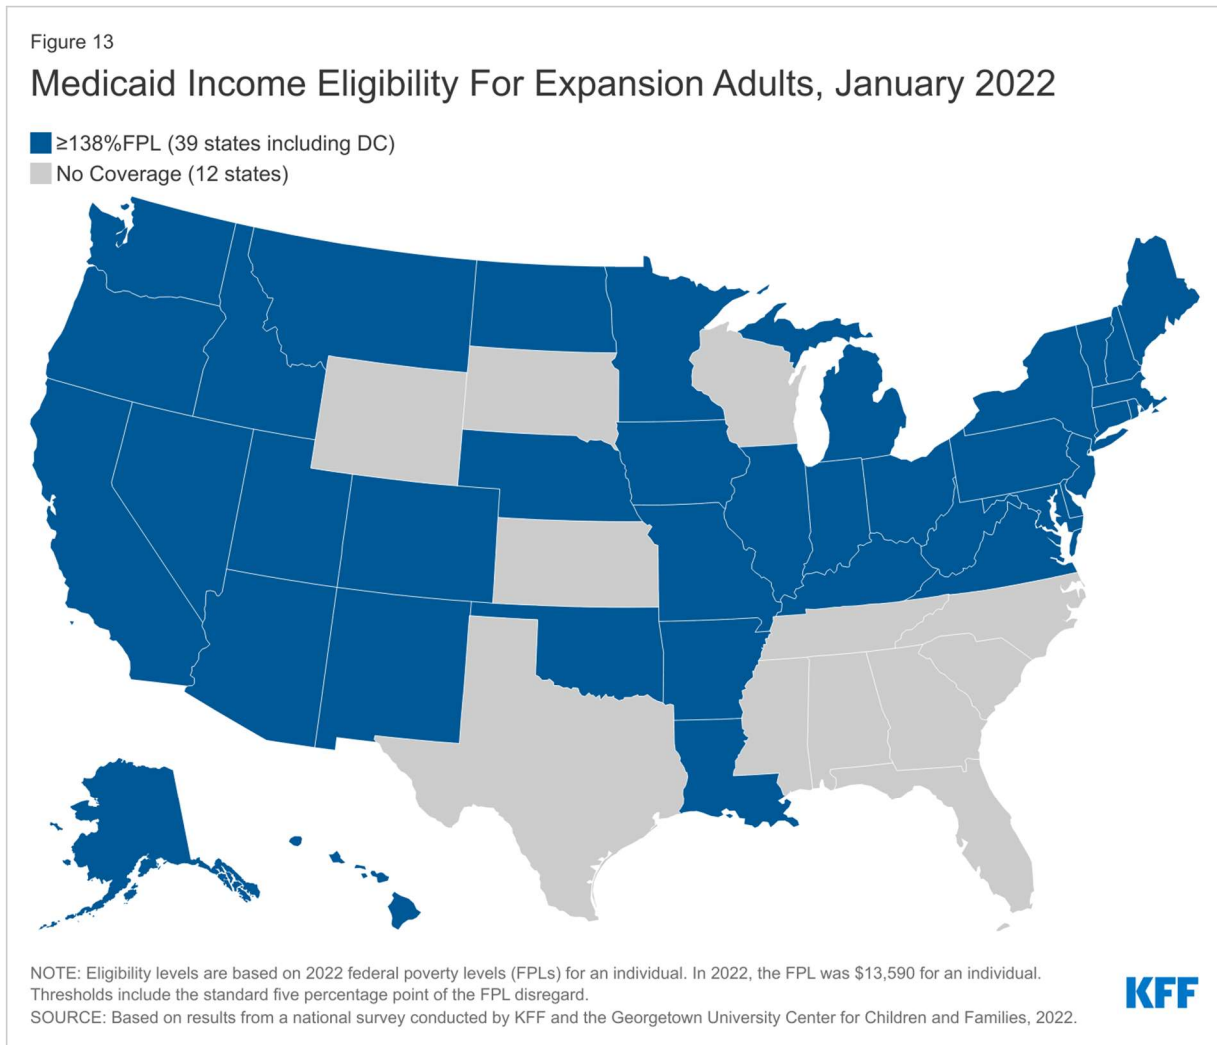 Figure 13
Medicaid Income Eligibility For Expansion Adults, January 2022
≥138%FPL (39 states including DC)
No Coverage (12 states)
NOTE: Eligibility levels are based on 2022 federal poverty levels (FPLs) for an individual. In 2022, the FPL was $13,590 for an individual.
Thresholds include the standard five percentage point of the FPL disregard.
SOURCE: Based on results from a national survey conducted by KFF and the Georgetown University Center for Children and Families, 2022.
KFF